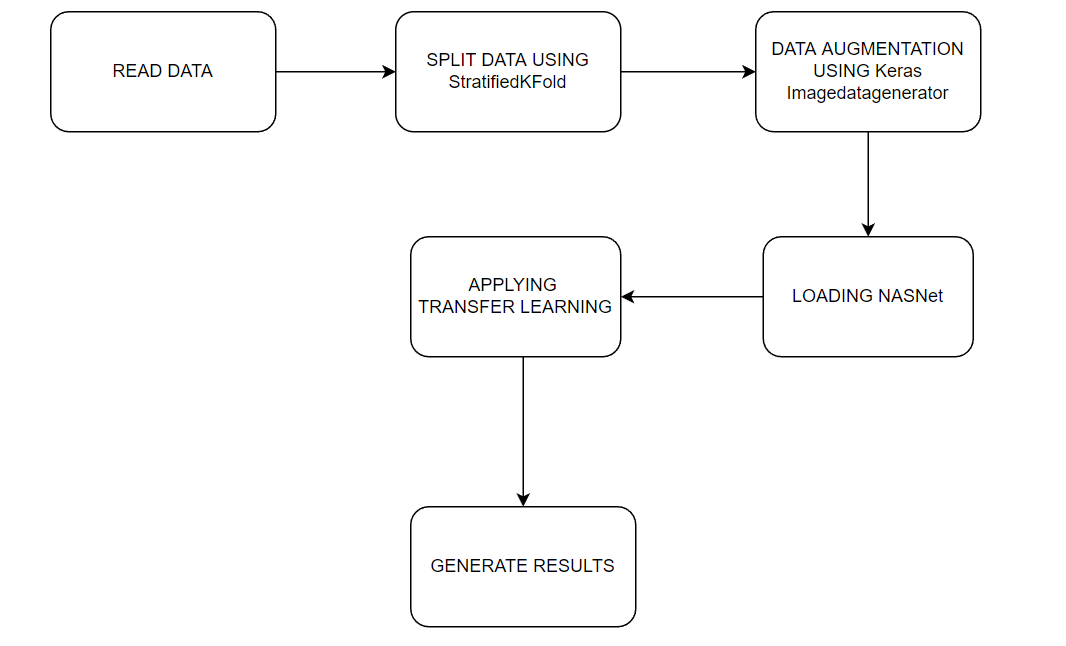 READ DATA
SPLIT DATA USING
StratifiedKFold
DATA AUGMENTATION
USING Keras
Imagedatagenerator
LOADING NASNet
APPLYING
TRANSFER LEARNING
GENERATE RESULTS